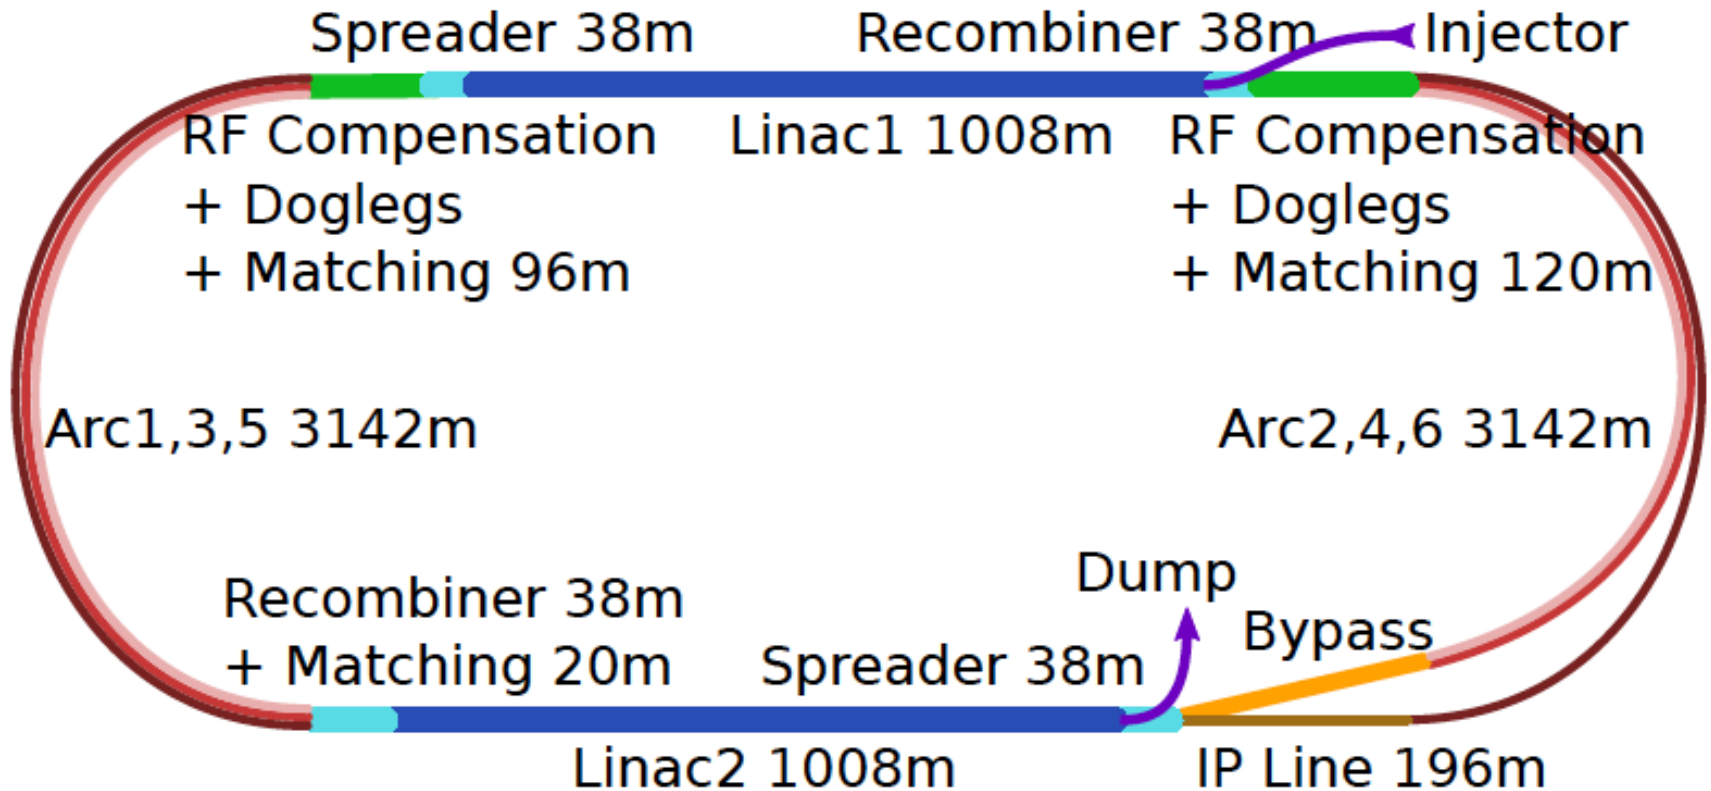 Spreader 38m
Recombiner 38m
Injector
RF Compensation
+ Doglegs
+ Matching 96m
Linac1 1008m
RF Compensation
+ Doglegs
+ Matching 120m
Arc1,3,5 3142m
Arc2,4,6 3142m
Recombiner 38m
+ Matching 20m
Spreader 38m
Dump
Bypass
Linac2 1008m
IP Line 196m